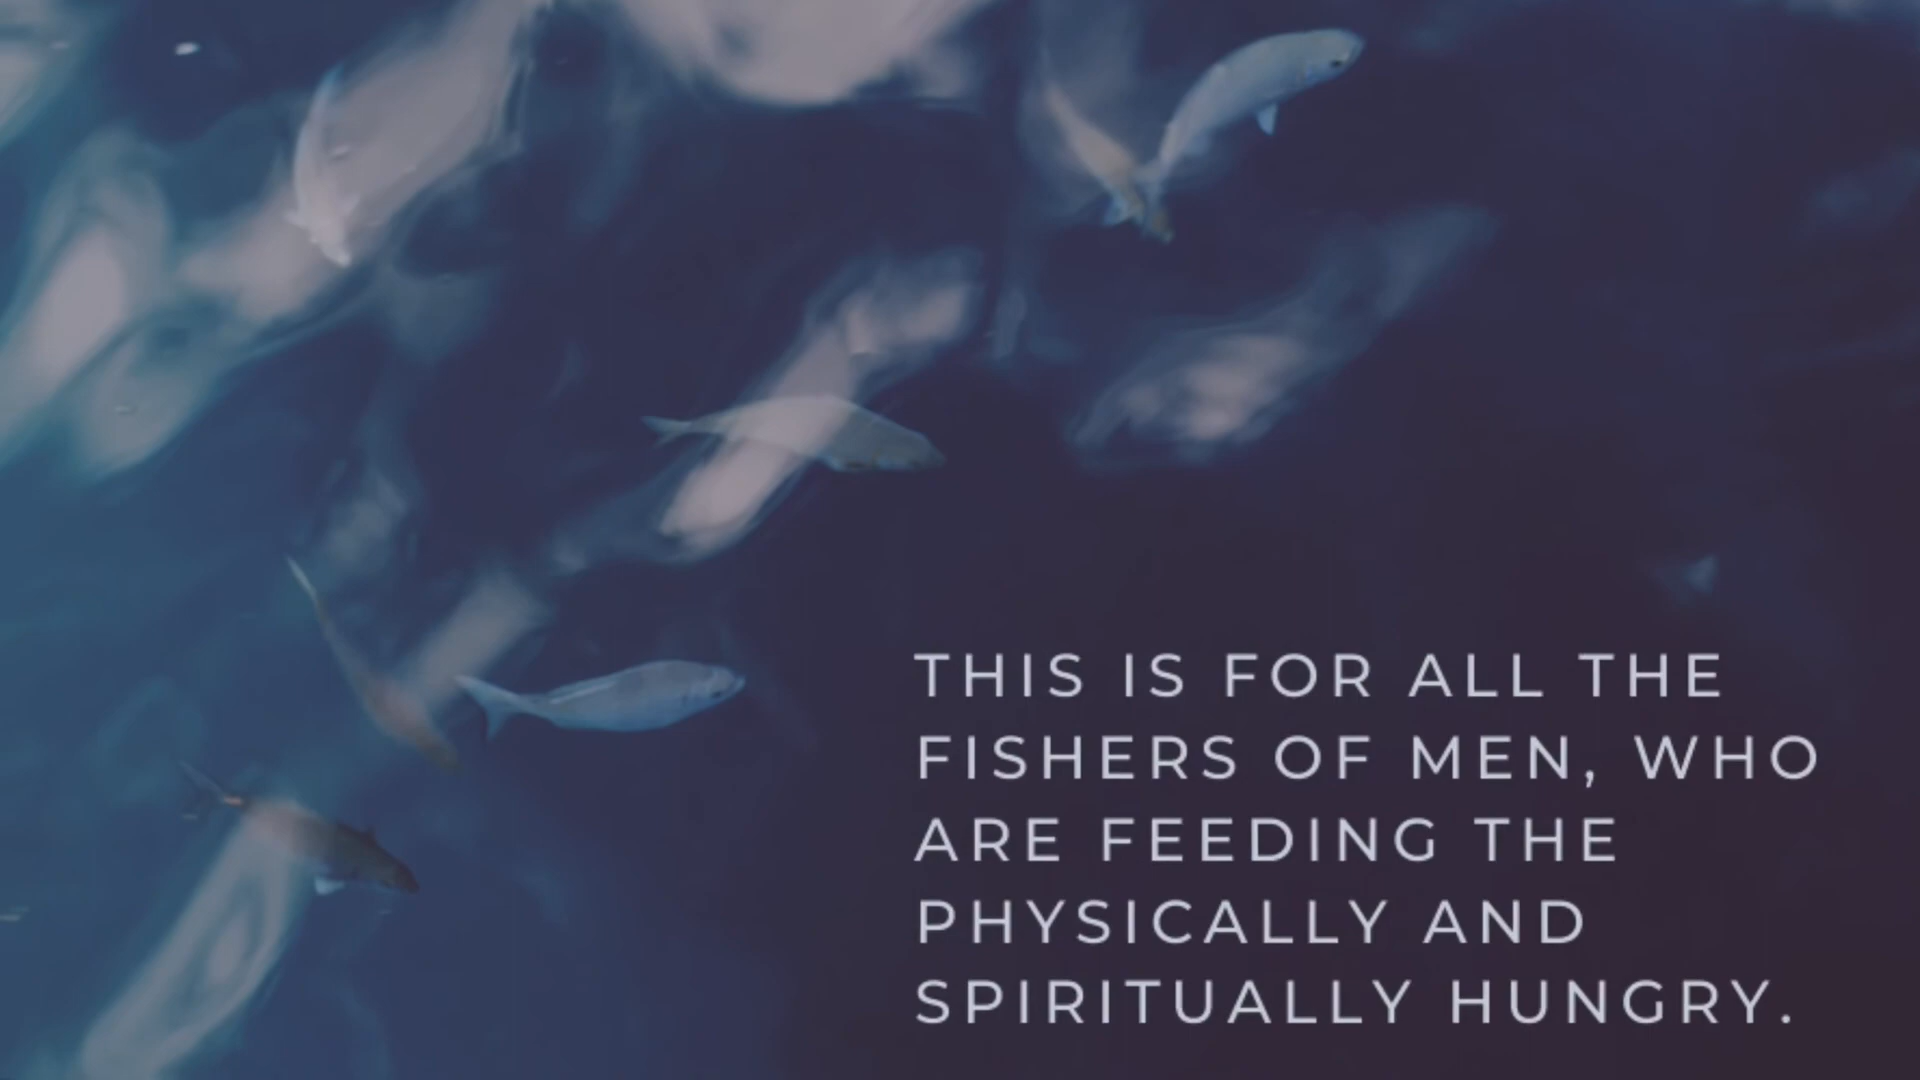 THIS IS FOR ALL THE
FISHERS OF MEN, WHO
ARE FEEDING THE
PHYSICALLY AND
SPIRITUALLY HUNGRY.